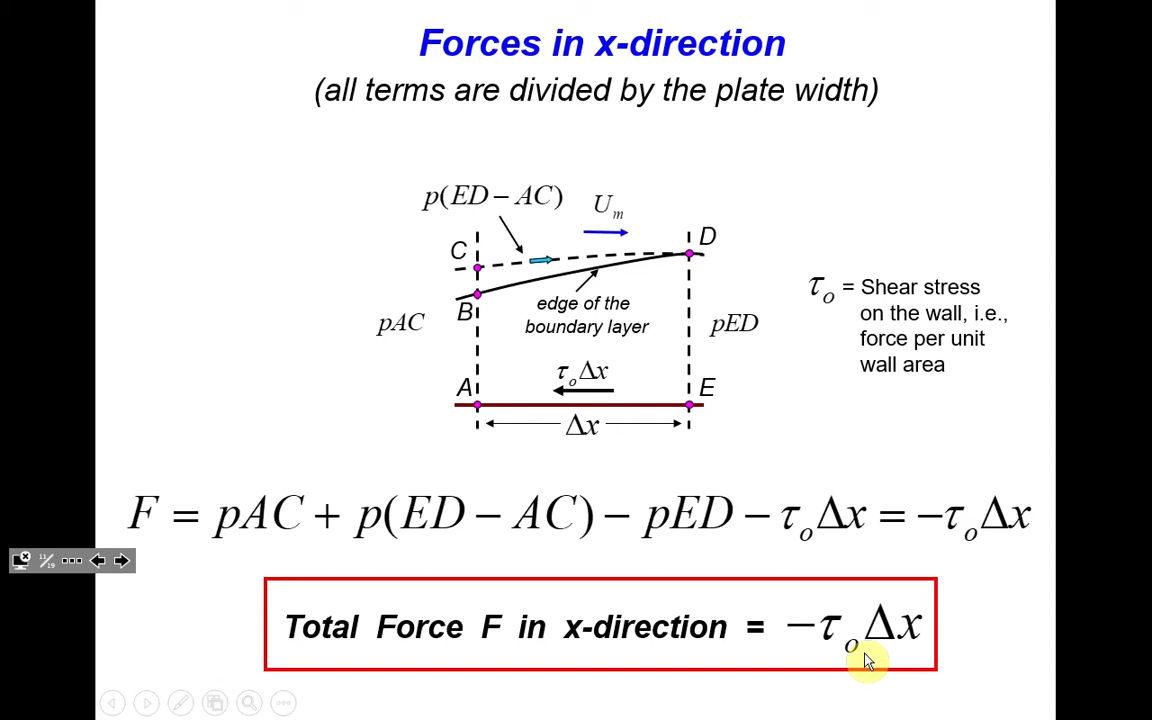 Forces in x-direction
(all terms are divided by the plate width)
p(ED − AC)
U_m
C
D
B
edge of the
boundary layer
pAC
pED
τ_o = Shear stress
on the wall, i.e.,
force per unit
wall area
τ_oΔx
A
E
Δx
F = pAC + p(ED − AC) − pED − τ_oΔx = −τ_oΔx
11/19
Total Force F in x-direction = −τ_oΔx